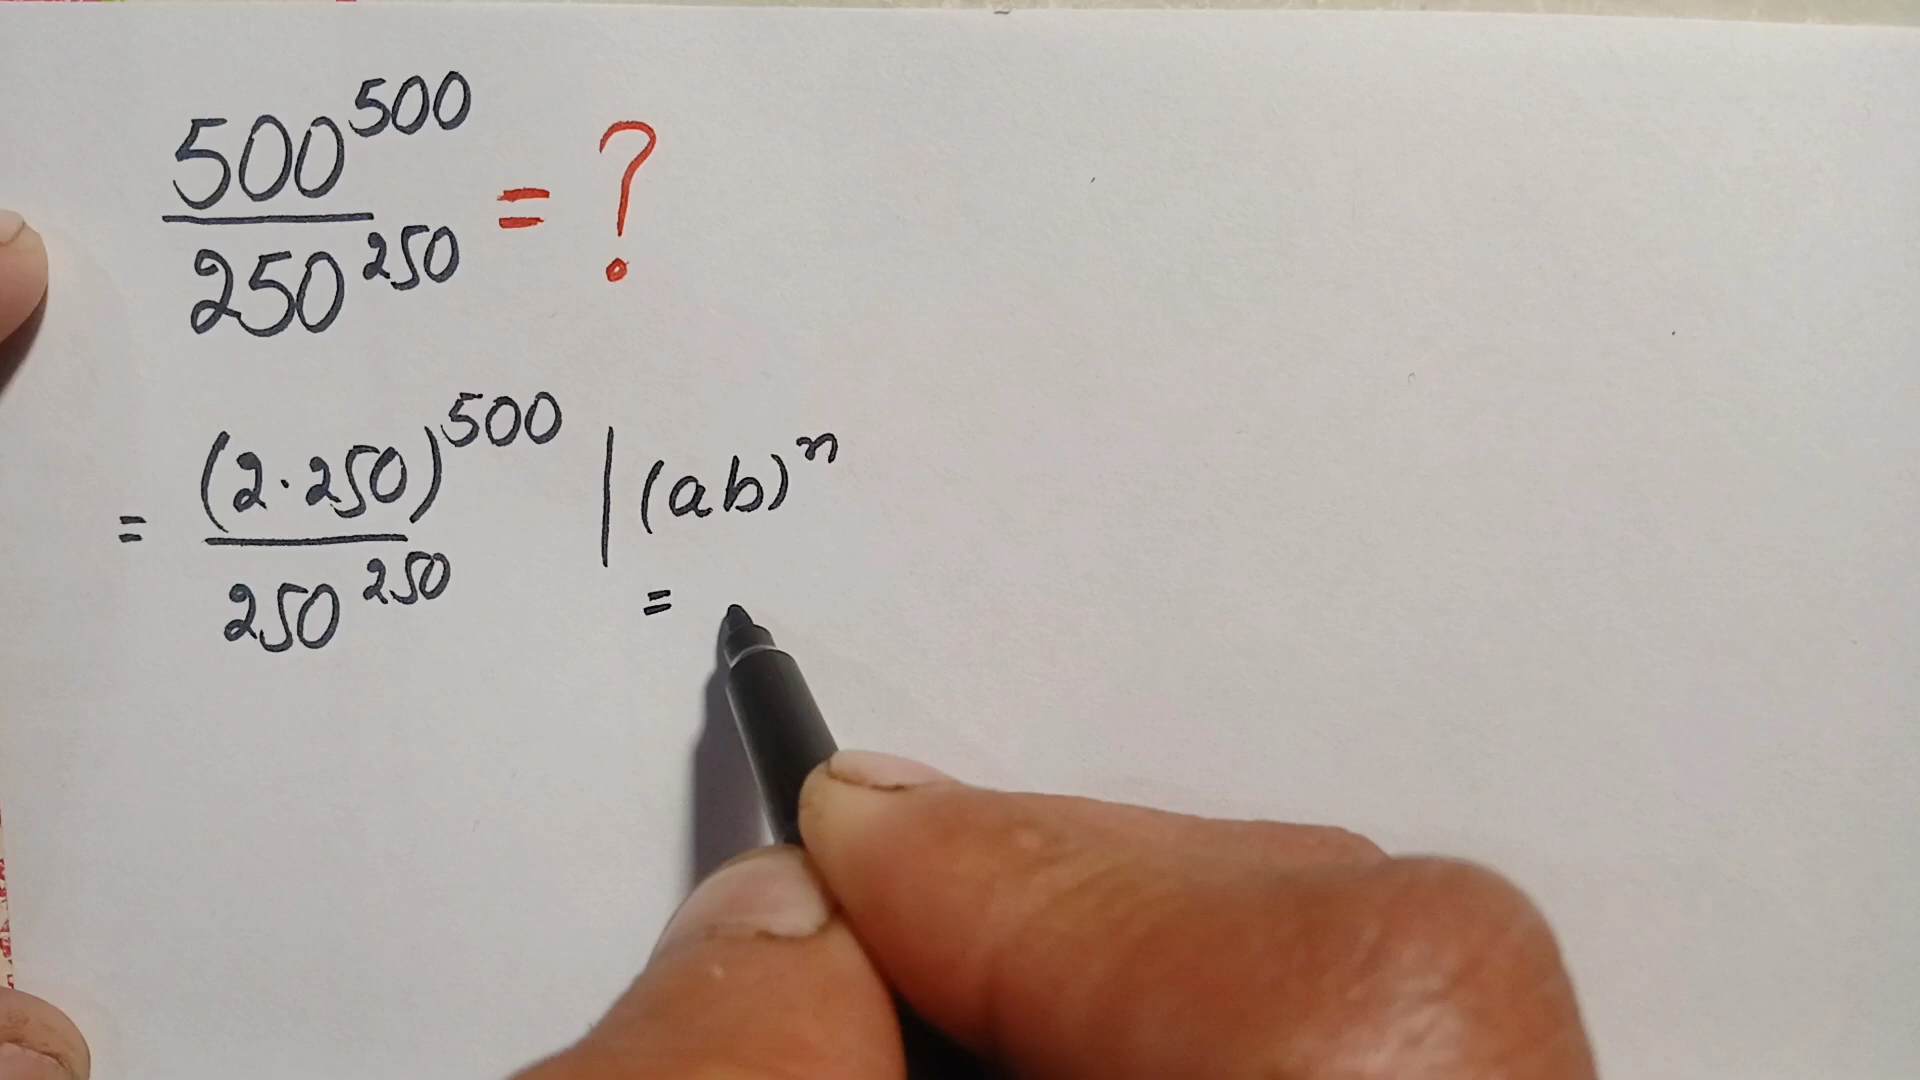 500^500
/ 250^250 = ?
= (2·250)^500 / 250^250 | (ab)^n
=